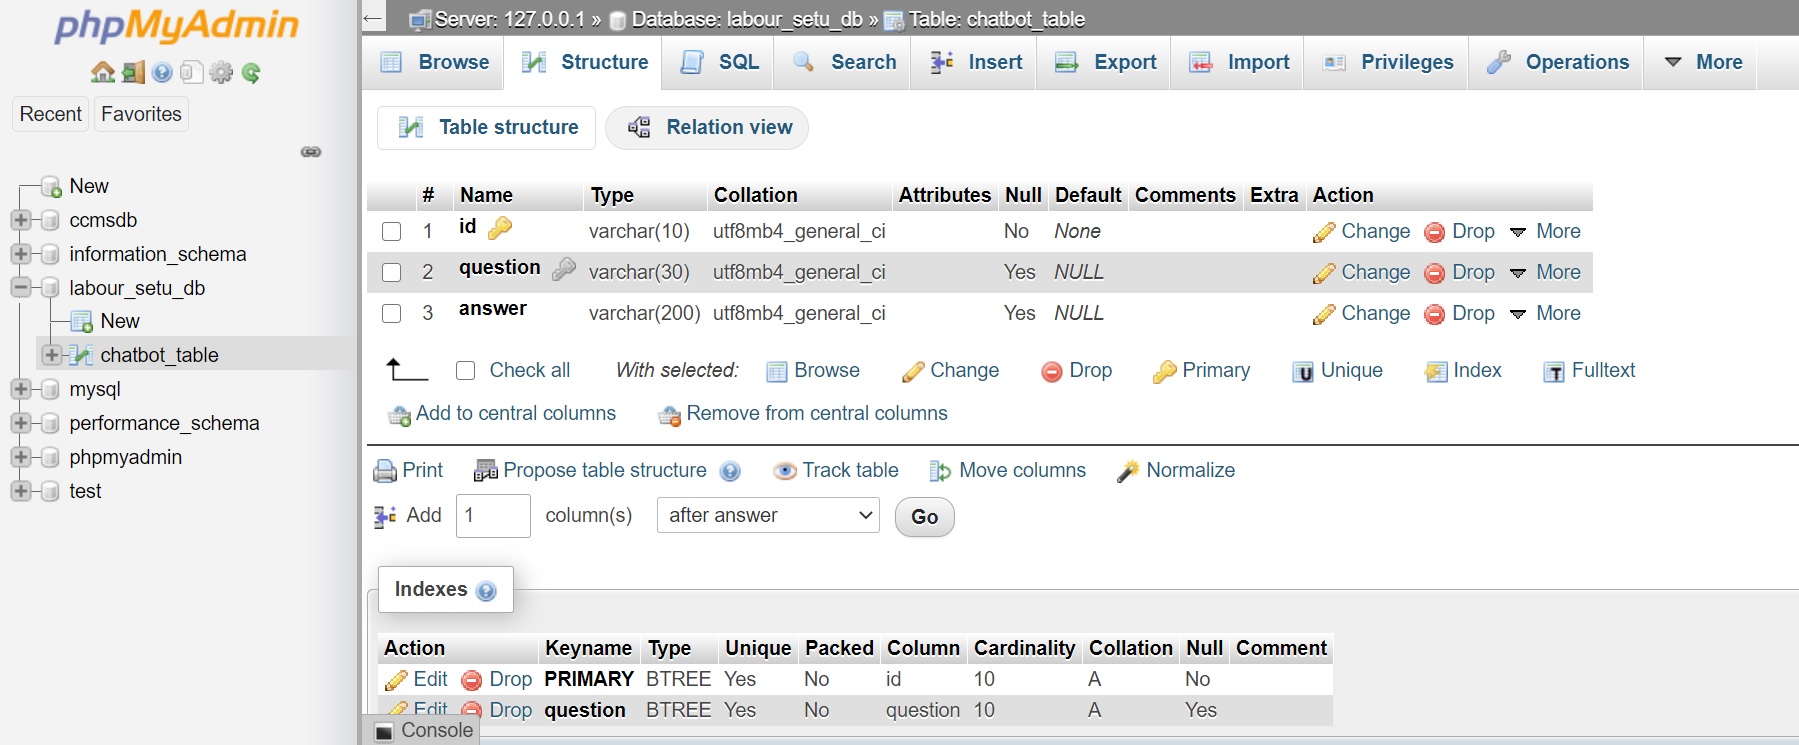 phpMyAdmin
Recent Favorites
New
ccmsdb
information_schema
labour_setu_db
New
chatbot_table
mysql
performance_schema
phpmyadmin
test
Server: 127.0.0.1 » Database: labour_setu_db » Table: chatbot_table
Browse Structure SQL Search Insert Export Import Privileges Operations More
Table structure Relation view
# Name Type Collation Attributes Null Default Comments Extra Action
1 id varchar(10) utf8mb4_general_ci No None Change Drop More
2 question varchar(30) utf8mb4_general_ci Yes NULL Change Drop More
3 answer varchar(200) utf8mb4_general_ci Yes NULL Change Drop More
Check all With selected: Browse Change Drop Primary Unique Index Fulltext
Add to central columns Remove from central columns
Print Propose table structure Track table Move columns Normalize
Add 1 column(s) after answer Go
Indexes
Action Keyname Type Unique Packed Column Cardinality Collation Null Comment
Edit Drop PRIMARY BTREE Yes No id 10 A No
Edit Drop question BTREE Yes No question 10 A Yes
Console